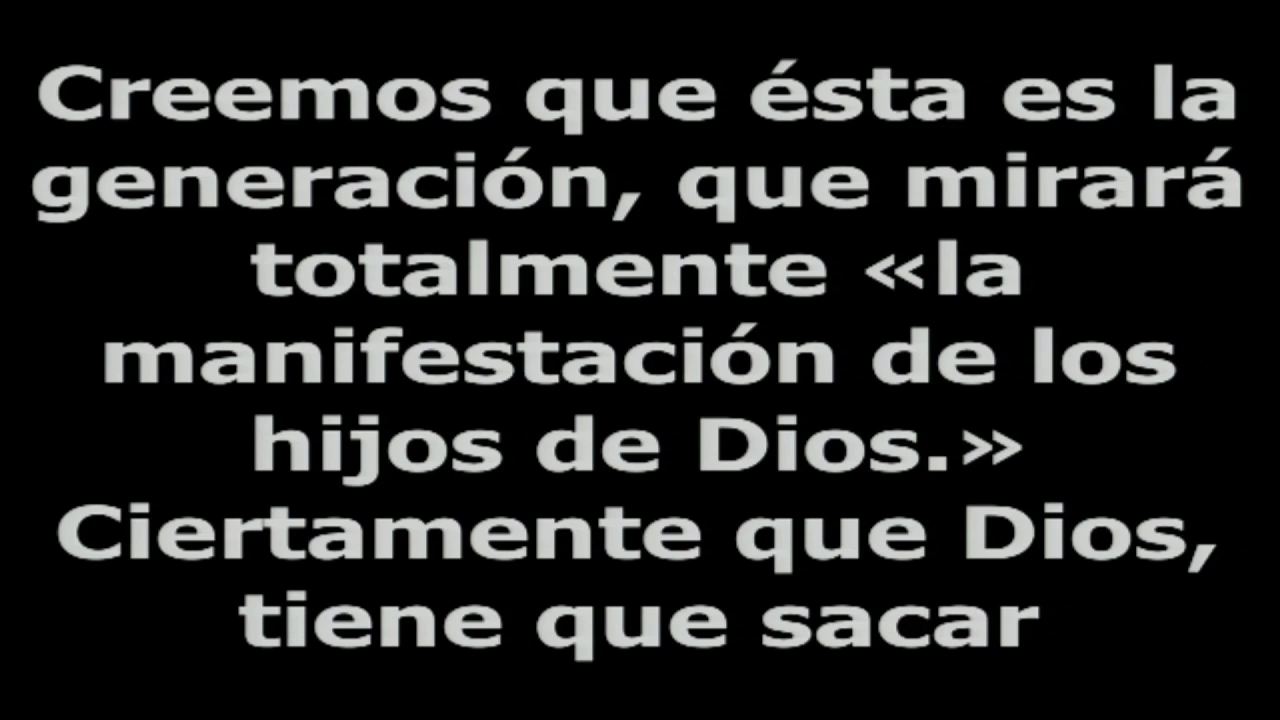 Creemos que ésta es la
generación, que mirará
totalmente «la
manifestación de los
hijos de Dios.»
Ciertamente que Dios,
tiene que sacar